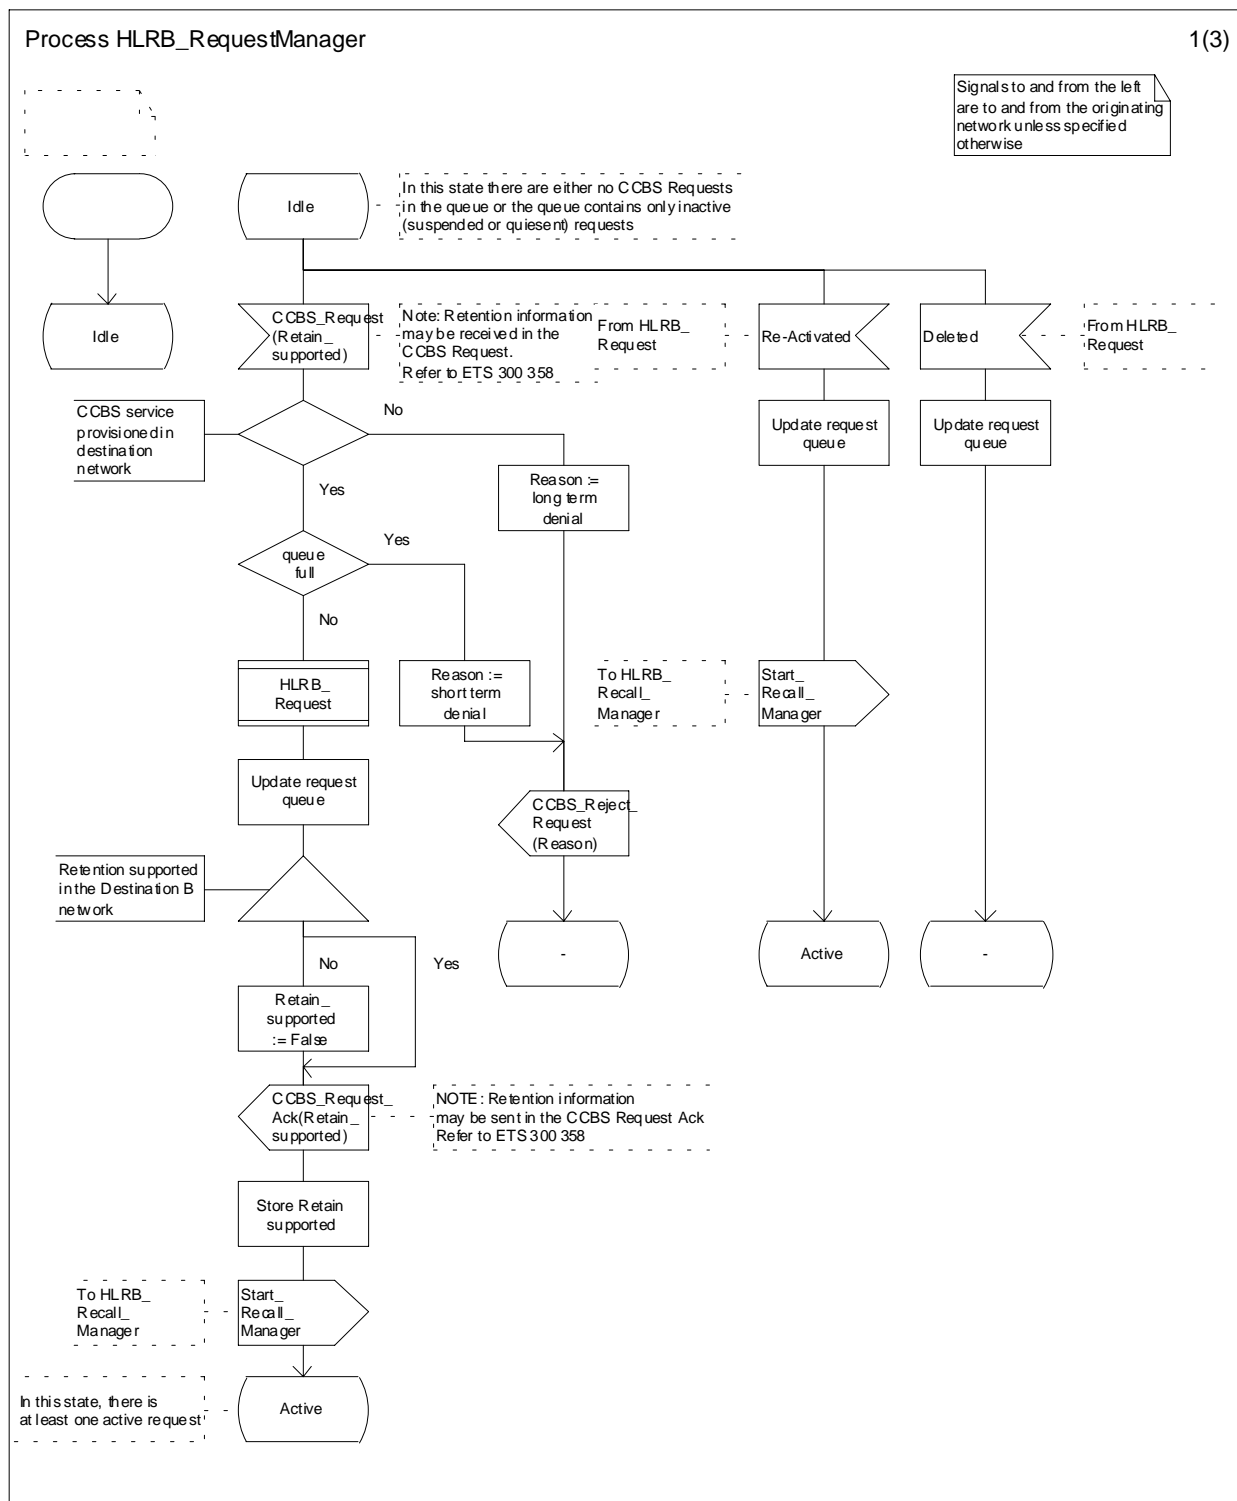 Process HLRB_RequestManager
1(3)
Signals to and from the left
are to and from the originating
network unless specified
otherwise
Idle
In this state there are either no CCBS Requests
in the queue or the queue contains only inactive
(suspended or quiesent) requests
Idle
CCBS_Request
(Retain_
supported)
Note: Retention information
may be received in the
CCBS Request.
Refer to ETS 300 358
From HLRB_
Request
Re-Activated
Deleted
From HLRB_
Request
CCBS service
provisioned in
destination
network
No
Yes
Update request
queue
Update request
queue
Reason :=
long term
denial
queue
full
Yes
No
HLRB_
Request
Reason :=
short term
denial
To HLRB_
Recall_
Manager
Start_
Recall_
Manager
Update request
queue
CCBS_Reject_
Request
(Reason)
Retention supported
in the Destination B
network
No
Yes
-
Active
-
Retain_
supported
:= False
CCBS_Request_
Ack(Retain_
supported)
NOTE: Retention information
may be sent in the CCBS Request Ack
Refer to ETS 300 358
Store Retain
supported
To HLRB_
Recall_
Manager
Start_
Recall_
Manager
In this state, there is
at least one active request
Active